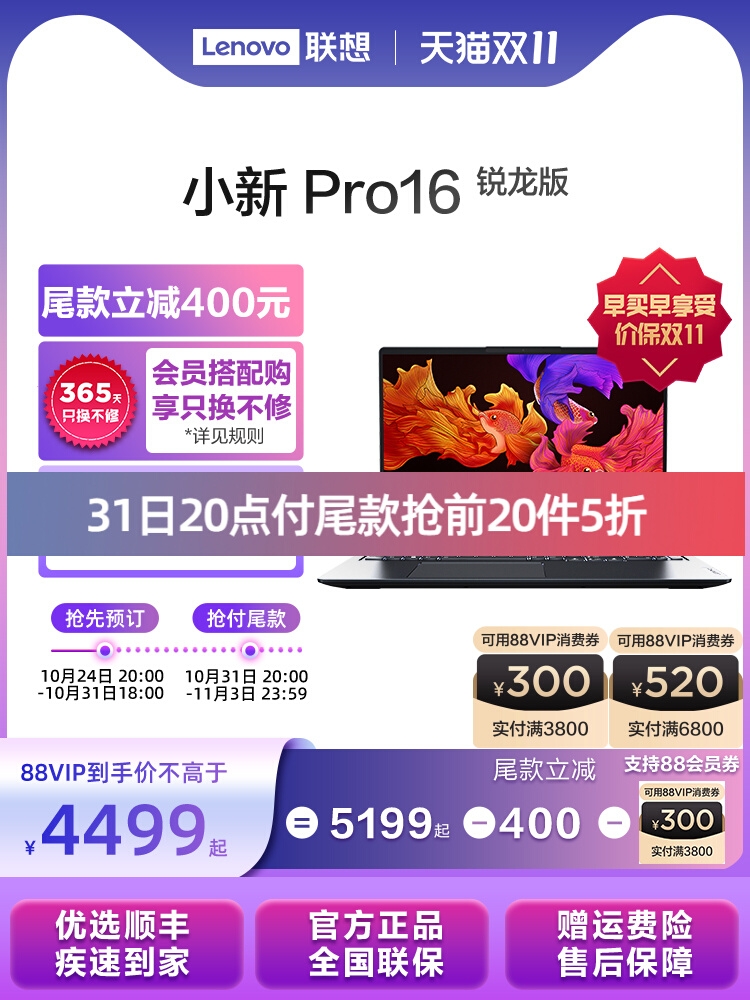 Lenovo 联想 天猫双11
小新 Pro16 锐龙版
尾款立减400元
早买早享受
价保双11
365天
只换不修
会员搭配购
享只换不修
*详见规则
31日20点付尾款抢前20件5折
抢先预订
抢付尾款
10月24日 20:00
-10月31日18:00
10月31日 20:00
-11月3日 23:59
可用88VIP消费券
¥300
实付满3800
可用88VIP消费券
¥520
实付满6800
88VIP到手价不高于
¥4499起
尾款立减
支持88会员券
=5199起-400-
可用88VIP消费券
¥300
实付满3800
优选顺丰
疾速到家
官方正品
全国联保
赠运费险
售后保障